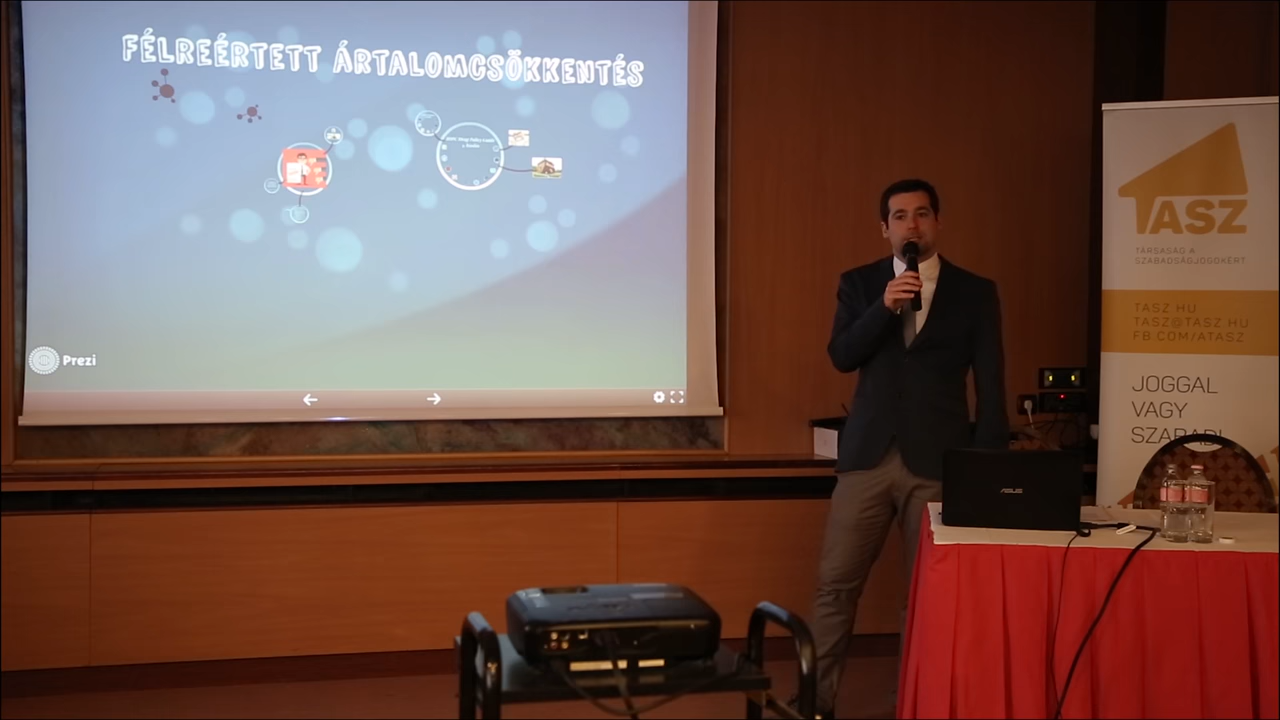 FÉLREÉRTETT ÁRTALOMCSÖKKENTÉS
Prezi
TASZ
TÁRSASÁG A
SZABADSÁGJOGOKÉRT
TASZ.HU
TASZ@TASZ.HU
FB.COM/ATASZ
JOGGAL
VAGY
SZABAD!
ASUS